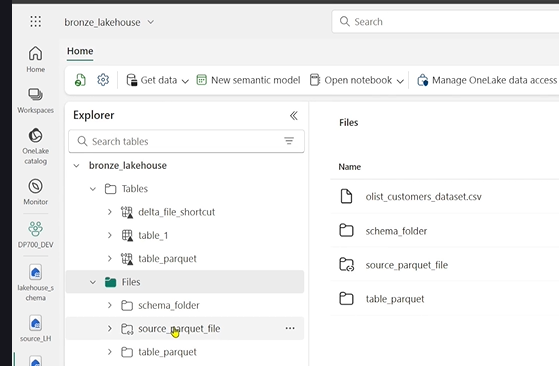 bronze_lakehouse
Search
Home
Get data
New semantic model
Open notebook
Manage OneLake data access
Home
Workspaces
OneLake
catalog
Monitor
DP700_DEV
lakehouse_s
chema
source_LH
Explorer
Search tables
bronze_lakehouse
Tables
delta_file_shortcut
table_1
table_parquet
Files
schema_folder
source_parquet_file
table_parquet
Files
Name
olist_customers_dataset.csv
schema_folder
source_parquet_file
table_parquet